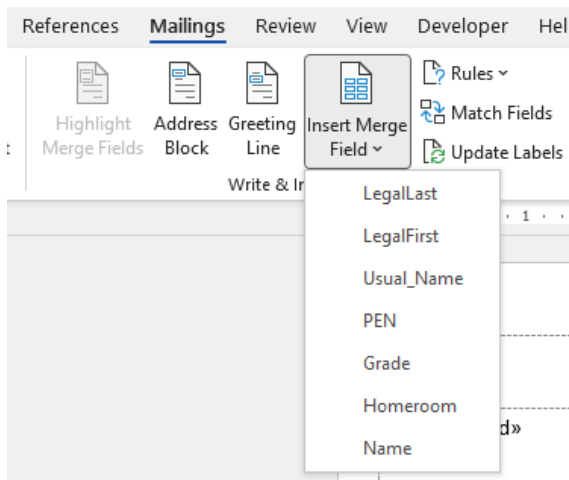 References Mailings Review View Developer Hel
Highlight
Merge Fields
Address
Block
Greeting
Line
Insert Merge
Field
Rules
Match Fields
Update Labels
t
Write & Ir
LegalLast
LegalFirst
Usual_Name
PEN
Grade
Homeroom
Name
1
d»